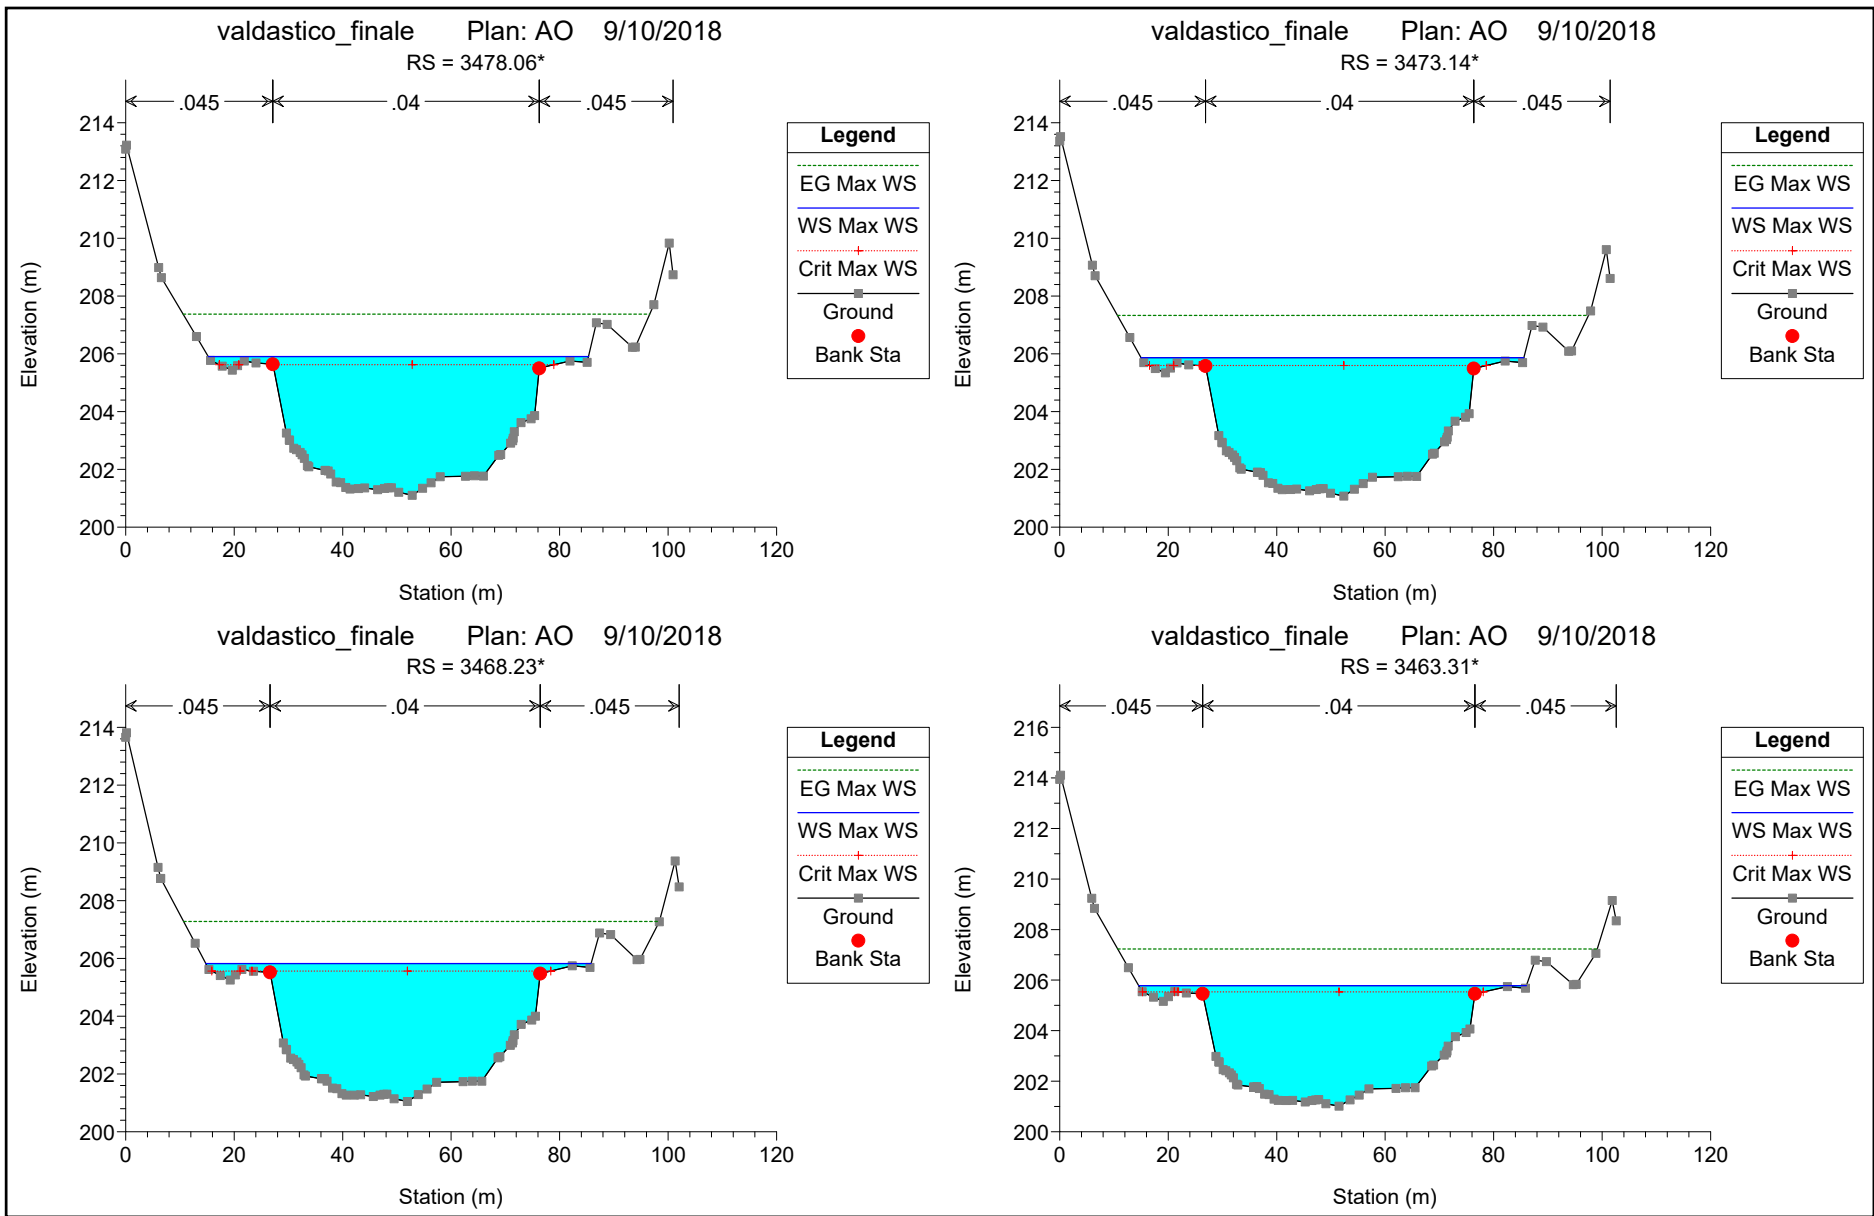 valdastico_finale Plan: AO 9/10/2018
RS = 3478.06*
.045 .04 .045
Elevation (m)
214
212
210
208
206
204
202
200
0 20 40 60 80 100 120
Station (m)
Legend
EG Max WS
WS Max WS
Crit Max WS
Ground
Bank Sta
valdastico_finale Plan: AO 9/10/2018
RS = 3473.14*
.045 .04 .045
Elevation (m)
214
212
210
208
206
204
202
200
0 20 40 60 80 100 120
Station (m)
Legend
EG Max WS
WS Max WS
Crit Max WS
Ground
Bank Sta
valdastico_finale Plan: AO 9/10/2018
RS = 3468.23*
.045 .04 .045
Elevation (m)
214
212
210
208
206
204
202
200
0 20 40 60 80 100 120
Station (m)
Legend
EG Max WS
WS Max WS
Crit Max WS
Ground
Bank Sta
valdastico_finale Plan: AO 9/10/2018
RS = 3463.31*
.045 .04 .045
Elevation (m)
216
214
212
210
208
206
204
202
200
0 20 40 60 80 100 120
Station (m)
Legend
EG Max WS
WS Max WS
Crit Max WS
Ground
Bank Sta